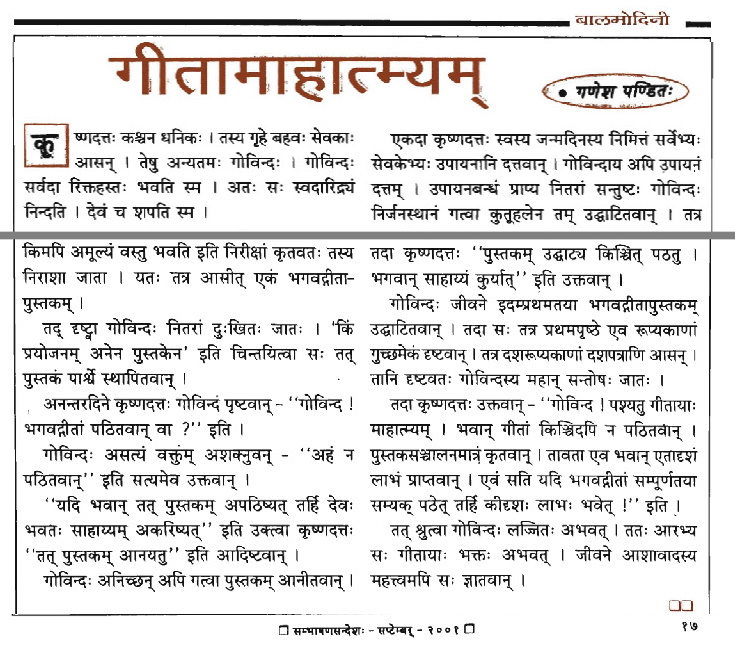 बालमोदिनी
गीतामाहात्म्यम्
• गणेश पण्डितः
कृष्णदत्तः कश्चन धनिकः । तस्य गृहे बहवः सेवकाः
आसन् । तेषु अन्यतमः गोविन्दः । गोविन्दः
सर्वदा रिक्तहस्तः भवति स्म । अतः सः स्वदारिद्र्यं
निन्दति । देवं च शपति स्म ।
एकदा कृष्णदत्तः स्वस्य जन्मदिनस्य निमित्तं सर्वेभ्यः
सेवकेभ्यः उपायनानि दत्तवान् । गोविन्दाय अपि उपायनं
दत्तम् । उपायनबन्धं प्राप्य नितरां सन्तुष्टः गोविन्दः
निर्जनस्थानं गत्वा कुतूहलेन तम् उद्घाटितवान् । तत्र
किमपि अमूल्यं वस्तु भवति इति निरीक्षां कृतवतः तस्य
निराशा जाता । यतः तत्र आसीत् एकं भगवद्गीता-
पुस्तकम् ।
तद् दृष्ट्वा गोविन्दः नितरां दुःखितः जातः । ‘किं
प्रयोजनम् अनेन पुस्तकेन’ इति चिन्तयित्वा सः तत्
पुस्तकं पार्श्वे स्थापितवान् ।
अनन्तरदिने कृष्णदत्तः गोविन्दं पृष्टवान् – “गोविन्द !
भगवद्गीतां पठितवान् वा ?” इति ।
गोविन्दः असत्यं वक्तुम् अशक्नुवन् – “अहं न
पठितवान्” इति सत्यमेव उक्तवान् ।
“यदि भवान् तत् पुस्तकम् अपठिष्यत् तर्हि देवः
भवतः साहाय्यम् अकरिष्यत्” इति उक्त्वा कृष्णदत्तः
“तत् पुस्तकम् आनयतु” इति आदिष्टवान् ।
गोविन्दः अनिच्छन् अपि गत्वा पुस्तकम् आनीतवान् ।
तदा कृष्णदत्तः “पुस्तकम् उद्घाट्य किञ्चित् पठतु ।
भगवान् साहाय्यं कुर्यात्” इति उक्तवान् ।
गोविन्दः जीवने इदम्प्रथमतया भगवद्गीतापुस्तकम्
उद्घाटितवान् । तदा सः तत्र प्रथमपृष्ठे एव रूप्यकाणां
गुच्छमेकं दृष्टवान् । तत्र दशरूप्यकाणां दशपत्राणि आसन् ।
तानि दृष्टवतः गोविन्दस्य महान् सन्तोषः जातः ।
तदा कृष्णदत्तः उक्तवान् – “गोविन्द ! पश्यतु गीतायाः
माहात्म्यम् । भवान् गीतां किञ्चिदपि न पठितवान् ।
पुस्तकसञ्चालनमात्रं कृतवान् । तावता एव भवान् एतादृशं
लाभं प्राप्तवान् । एवं सति यदि भगवद्गीतां सम्पूर्णतया
सम्यक् पठेत् तर्हि कीदृशः लाभः भवेत् !” इति ।
तत् श्रुत्वा गोविन्दः लज्जितः अभवत् । ततः आरभ्य
सः गीतायाः भक्तः अभवत् । जीवने आशावादस्य
महत्त्वमपि सः ज्ञातवान् ।
❑❑
❑ सम्भाषणसन्देशः – सप्टेम्बर् – २००१ ❑
१७